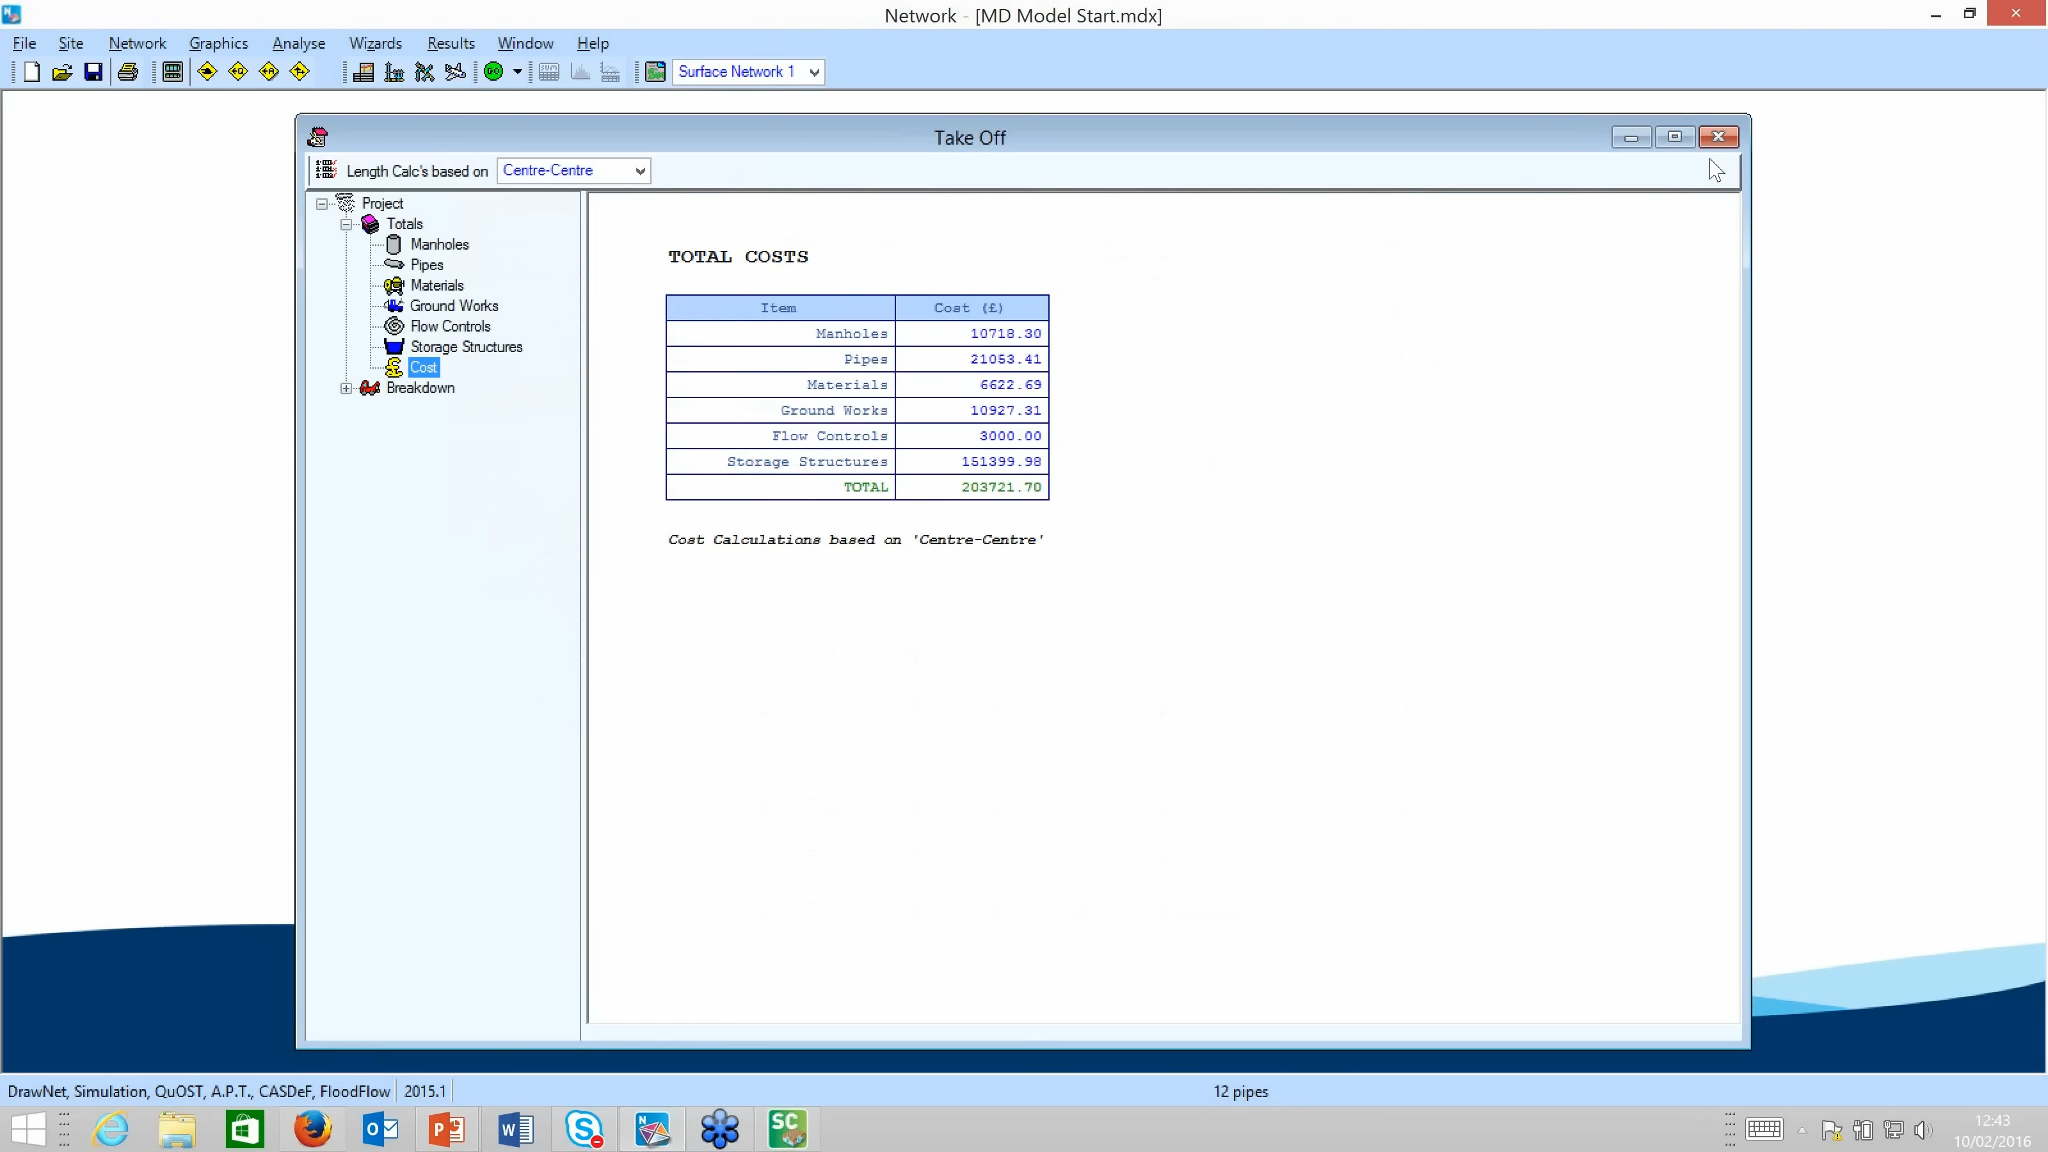 Network - [MD Model Start.mdx]
File Site Network Graphics Analyse Wizards Results Window Help
Surface Network 1
Take Off
Length Calc's based on Centre-Centre
Project
Totals
Manholes
Pipes
Materials
Ground Works
Flow Controls
Storage Structures
Cost
Breakdown
TOTAL COSTS
Item Cost (£)
Manholes 10718.30
Pipes 21053.41
Materials 6622.69
Ground Works 10927.31
Flow Controls 3000.00
Storage Structures 151399.98
TOTAL 203721.70
Cost Calculations based on 'Centre-Centre'
DrawNet, Simulation, QuOST, A.P.T., CASDeF, FloodFlow 2015.1 12 pipes
12:43
10/02/2016